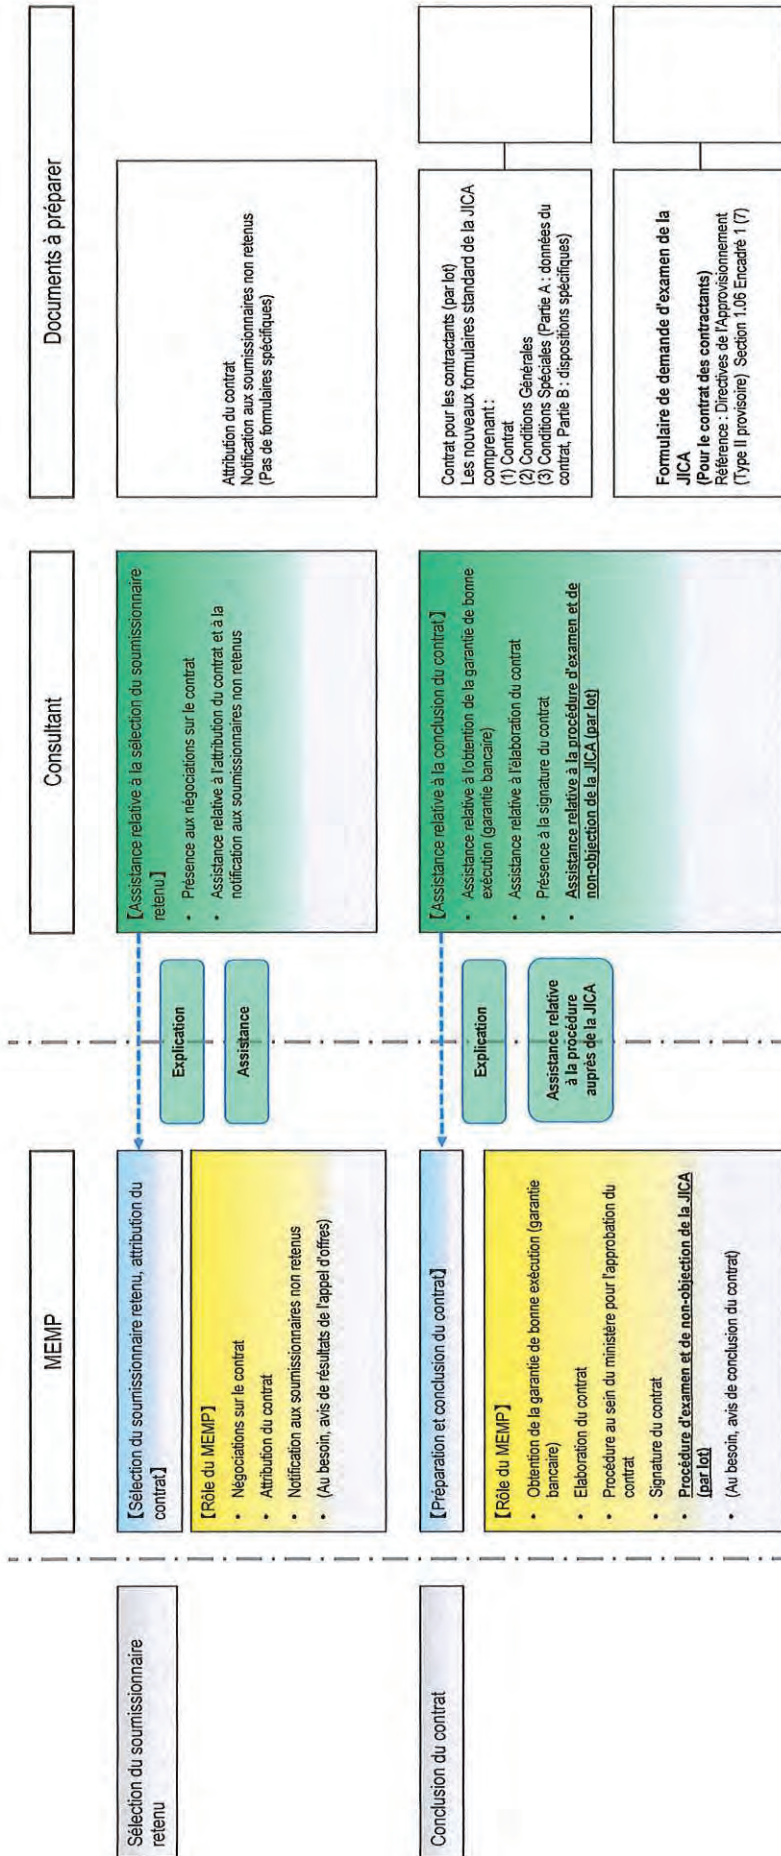 MEMP
Consultant
Documents à préparer
Sélection du soumissionnaire
retenu
【Sélection du soumissionnaire retenu, attribution du
contrat】
【Rôle du MEMP】
• Négociations sur le contrat
• Attribution du contrat
• Notification aux soumissionnaires non retenus
• (Au besoin, avis de résultats de l'appel d'offres)
Explication
Assistance
【Assistance relative à la sélection du soumissionnaire
retenu】
• Présence aux négociations sur le contrat
• Assistance relative à l'attribution du contrat et à la
notification aux soumissionnaires non retenus
Attribution du contrat
Notification aux soumissionnaires non retenus
(Pas de formulaires spécifiques)
Conclusion du contrat
【Préparation et conclusion du contrat】
【Rôle du MEMP】
• Obtention de la garantie de bonne exécution (garantie
bancaire)
• Elaboration du contrat
• Procédure au sein du ministère pour l'approbation du
contrat
• Signature du contrat
• Procédure d'examen et de non-objection de la JICA
(par lot)
• (Au besoin, avis de conclusion du contrat)
Explication
Assistance relative
à la procédure
auprès de la JICA
【Assistance relative à la conclusion du contrat】
• Assistance relative à l'obtention de la garantie de bonne
exécution (garantie bancaire)
• Assistance relative à l'élaboration du contrat
• Présence à la signature du contrat
• Assistance relative à la procédure d'examen et de
non-objection de la JICA (par lot)
Contrat pour les contractants (par lot)
Les nouveaux formulaires standard de la JICA
comprenant :
(1) Contrat
(2) Conditions Générales
(3) Conditions Spéciales (Partie A : données du
contrat, Partie B : dispositions spécifiques)
Formulaire de demande d'examen de la
JICA
(Pour le contrat des contractants)
Référence : Directives de l'Approvisionnement
(Type II provisoire) Section 1.06 Encadré 1 (7)